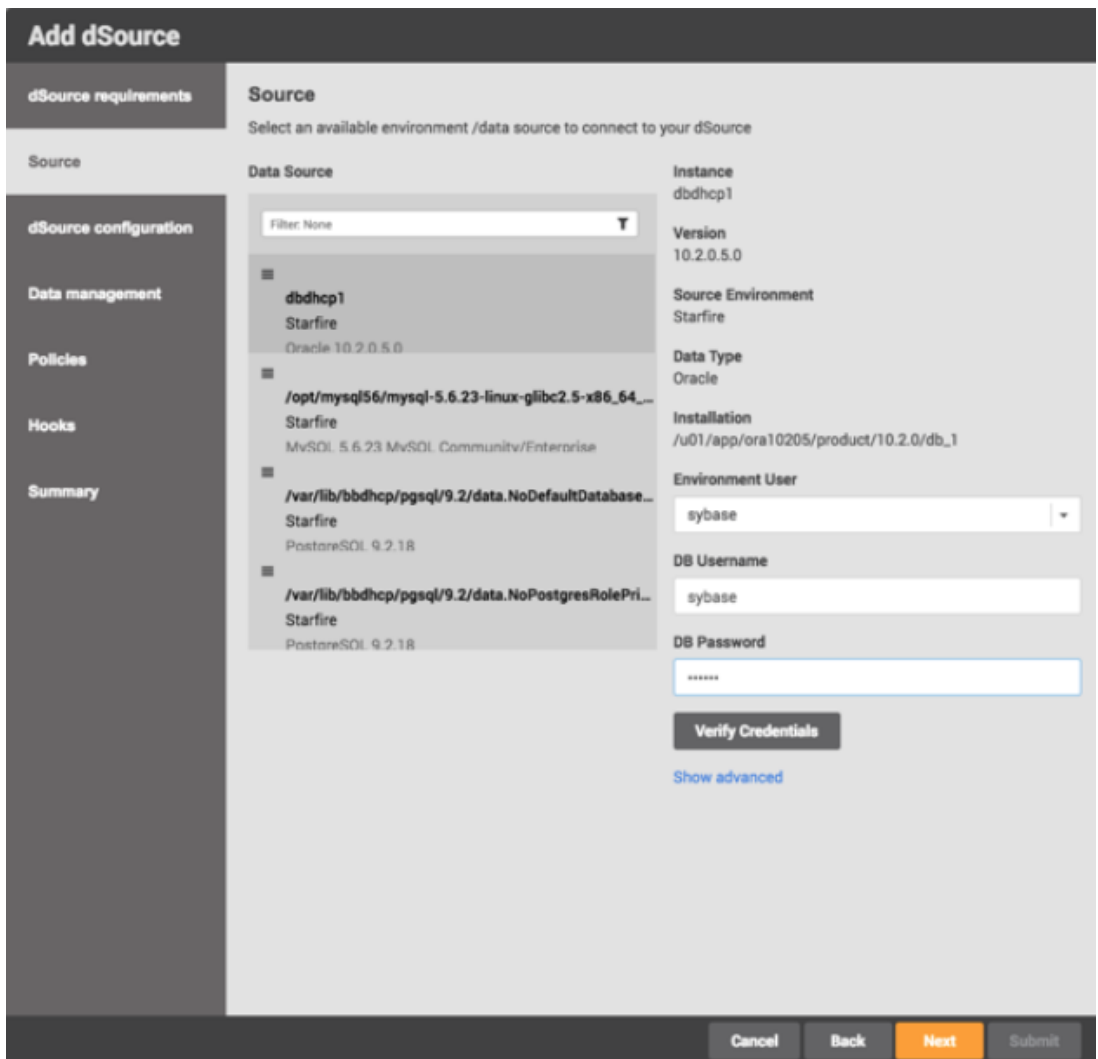 Add dSource
dSource requirements
Source
dSource configuration
Data management
Policies
Hooks
Summary
Source
Select an available environment /data source to connect to your dSource
Data Source
Filter: None
dbdhcp1
Starfire
Oracle 10.2.0.5.0
/opt/mysql56/mysql-5.6.23-linux-glibc2.5-x86_64_...
Starfire
MySQL 5.6.23 MySQL Community/Enterprise
/var/lib/bbdhcp/pgsql/9.2/data.NoDefaultDatabase...
Starfire
PostgreSQL 9.2.18
/var/lib/bbdhcp/pgsql/9.2/data.NoPostgresRolePri...
Starfire
PostgreSQL 9.2.18
Instance
dbdhcp1
Version
10.2.0.5.0
Source Environment
Starfire
Data Type
Oracle
Installation
/u01/app/ora10205/product/10.2.0/db_1
Environment User
sybase
DB Username
sybase
DB Password
••••••
Verify Credentials
Show advanced
Cancel
Back
Next
Submit